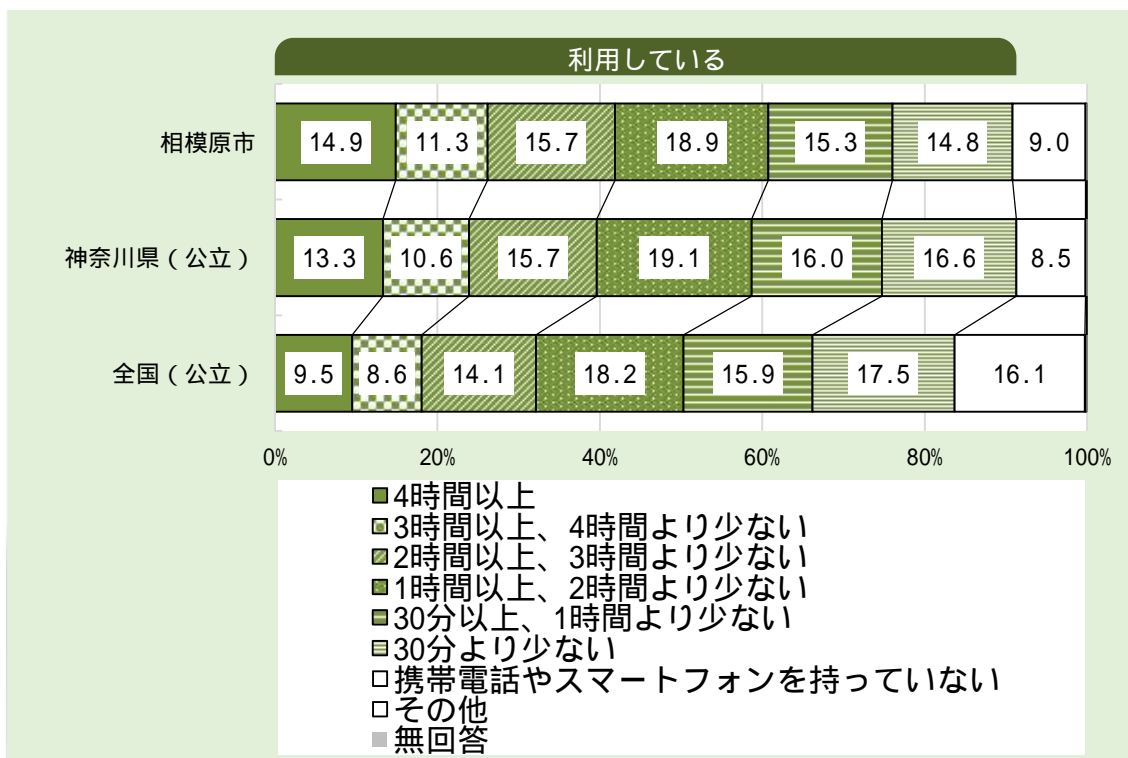 利用している
相模原市
14.9 11.3 15.7 18.9 15.3 14.8 9.0
神奈川県（公立）
13.3 10.6 15.7 19.1 16.0 16.6 8.5
全国（公立）
9.5 8.6 14.1 18.2 15.9 17.5 16.1
0% 20% 40% 60% 80% 100%
4時間以上
3時間以上、4時間より少ない
2時間以上、3時間より少ない
1時間以上、2時間より少ない
30分以上、1時間より少ない
30分より少ない
携帯電話やスマートフォンを持っていない
その他
無回答